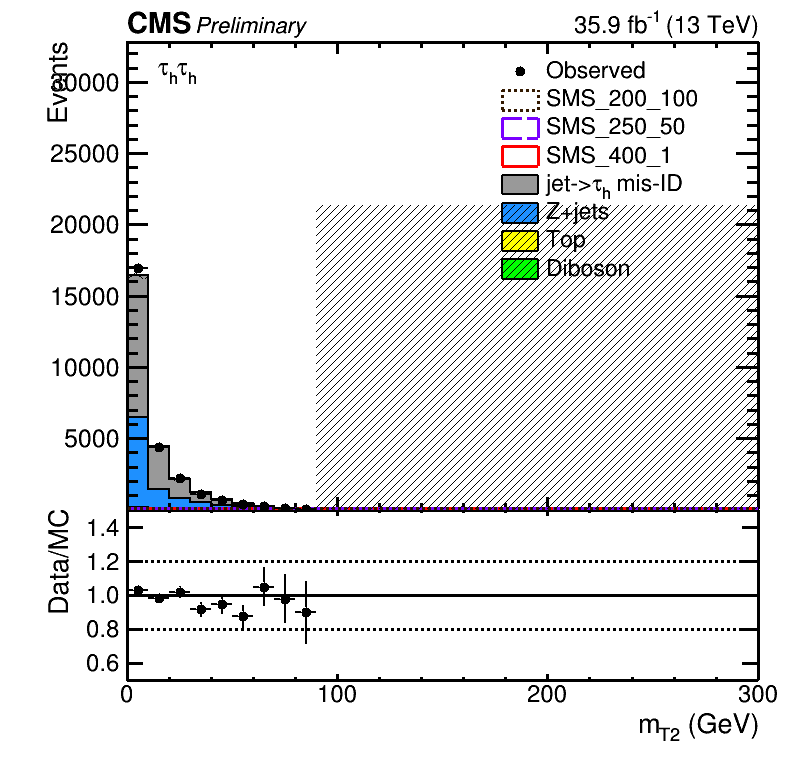 CMS Preliminary 35.9 fb⁻¹ (13 TeV)
Events
τhτh
30000
25000
20000
15000
10000
5000
Observed
SMS_200_100
SMS_250_50
SMS_400_1
jet->τh mis-ID
Z+jets
Top
Diboson
Data/MC
1.4
1.2
1.0
0.8
0.6
0 100 200 300
mT2 (GeV)